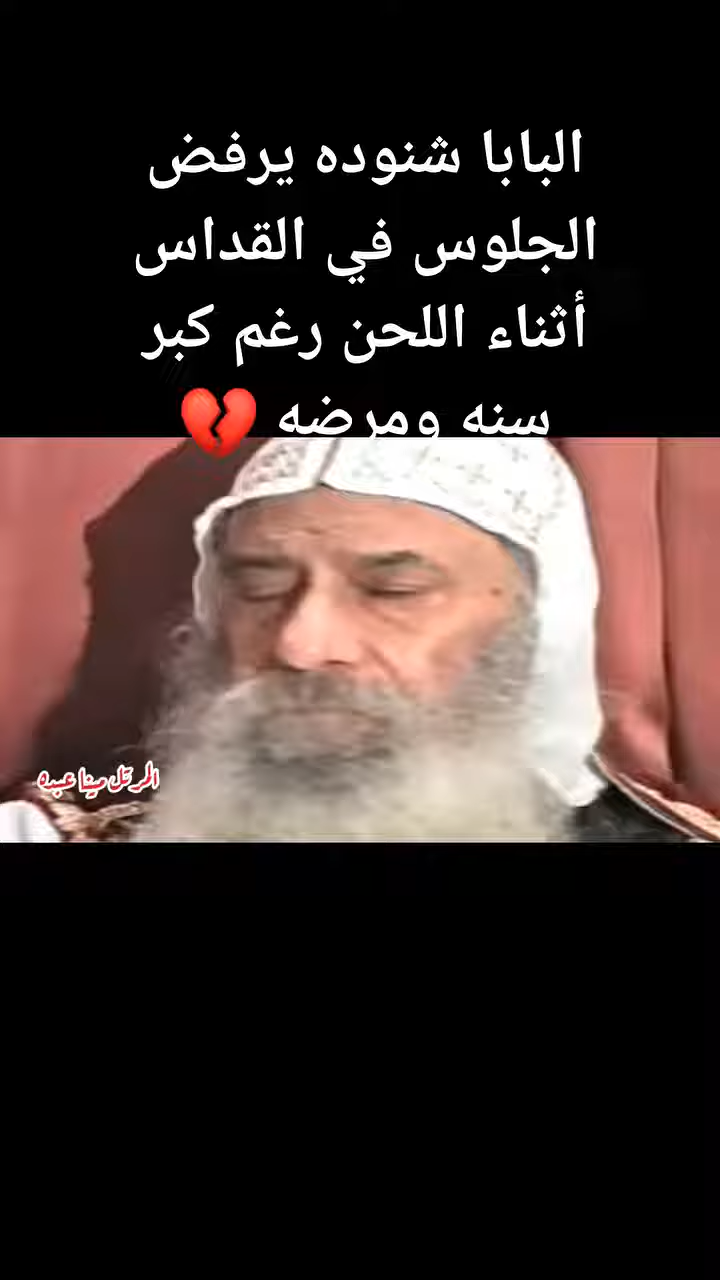 البابا شنوده يرفض
الجلوس في القداس
أثناء اللحن رغم كبر
سنه ومرضه 💔
المرتل مينا عبده